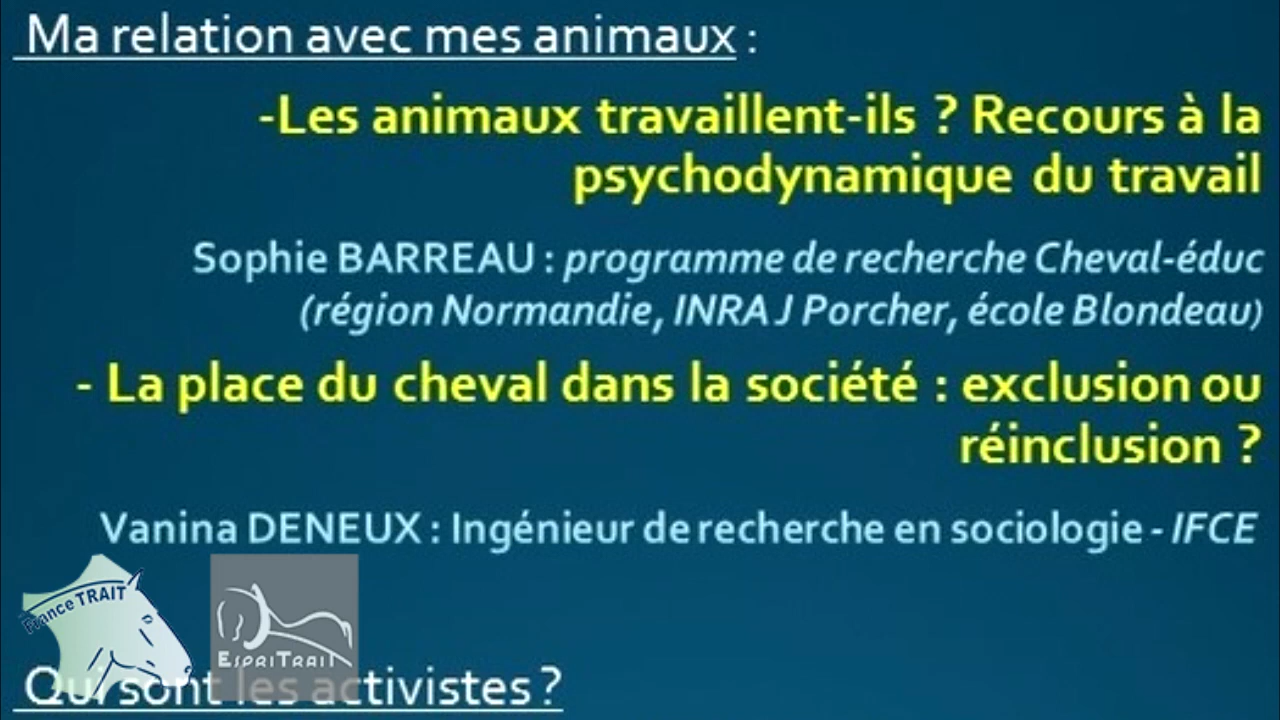 Ma relation avec mes animaux :
-Les animaux travaillent-ils ? Recours à la
psychodynamique du travail
Sophie BARREAU : programme de recherche Cheval-éduc
(région Normandie, INRA J Porcher, école Blondeau)
- La place du cheval dans la société : exclusion ou
réinclusion ?
Vanina DENEUX : Ingénieur de recherche en sociologie - IFCE
France TRAIT
ESPRITRAIT
Qui sont les activistes ?